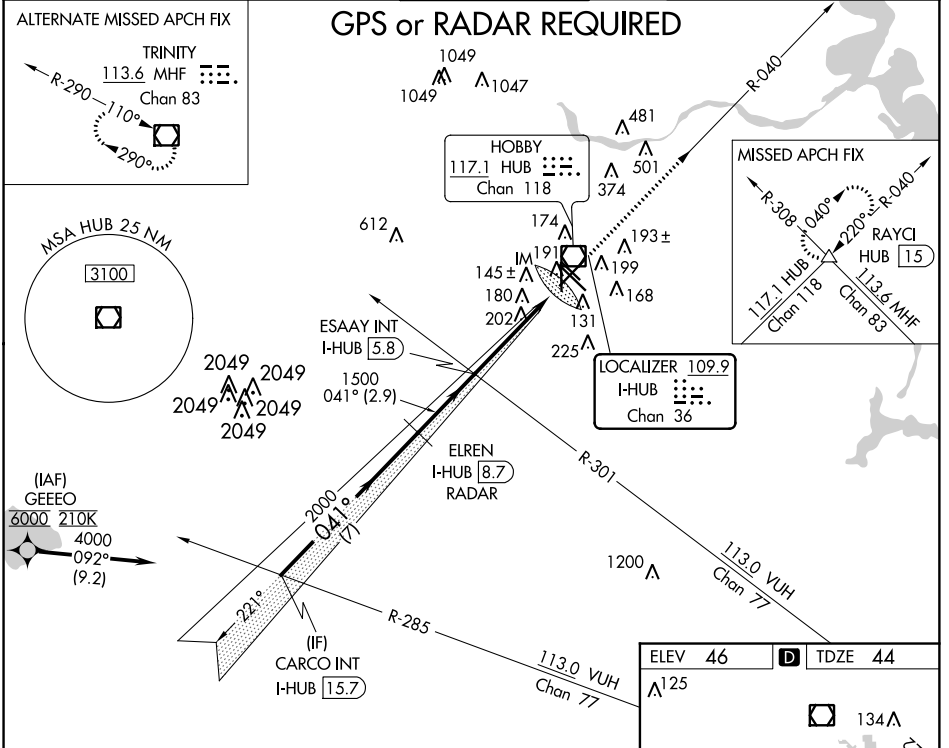 GPS or RADAR REQUIRED
ALTERNATE MISSED APCH FIX
TRINITY
113.6 MHF
Chan 83
R-290
110°
290°
1049
1049
1047
R-040
481
501
374
HOBBY
117.1 HUB
Chan 118
MISSED APCH FIX
R-308
040°
R-040
220°
RAYCI
HUB 15
117.1 HUB
Chan 118
113.6 MHF
Chan 83
MSA HUB 25 NM
3100
612
174
193±
191
IM
199
145±
168
180
202
131
225
ESAAY INT
I-HUB 5.8
1500
041° (2.9)
LOCALIZER 109.9
I-HUB
Chan 36
2049
2049
2049
2049
2049
ELREN
I-HUB 8.7
RADAR
R-301
(IAF)
GEEEO
6000 210K
4000
092°
(9.2)
2000
041°
(7)
1200
113.0 VUH
Chan 77
221°
R-285
(IF)
CARCO INT
I-HUB 15.7
113.0 VUH
Chan 77
ELEV 46 D TDZE 44
125
134